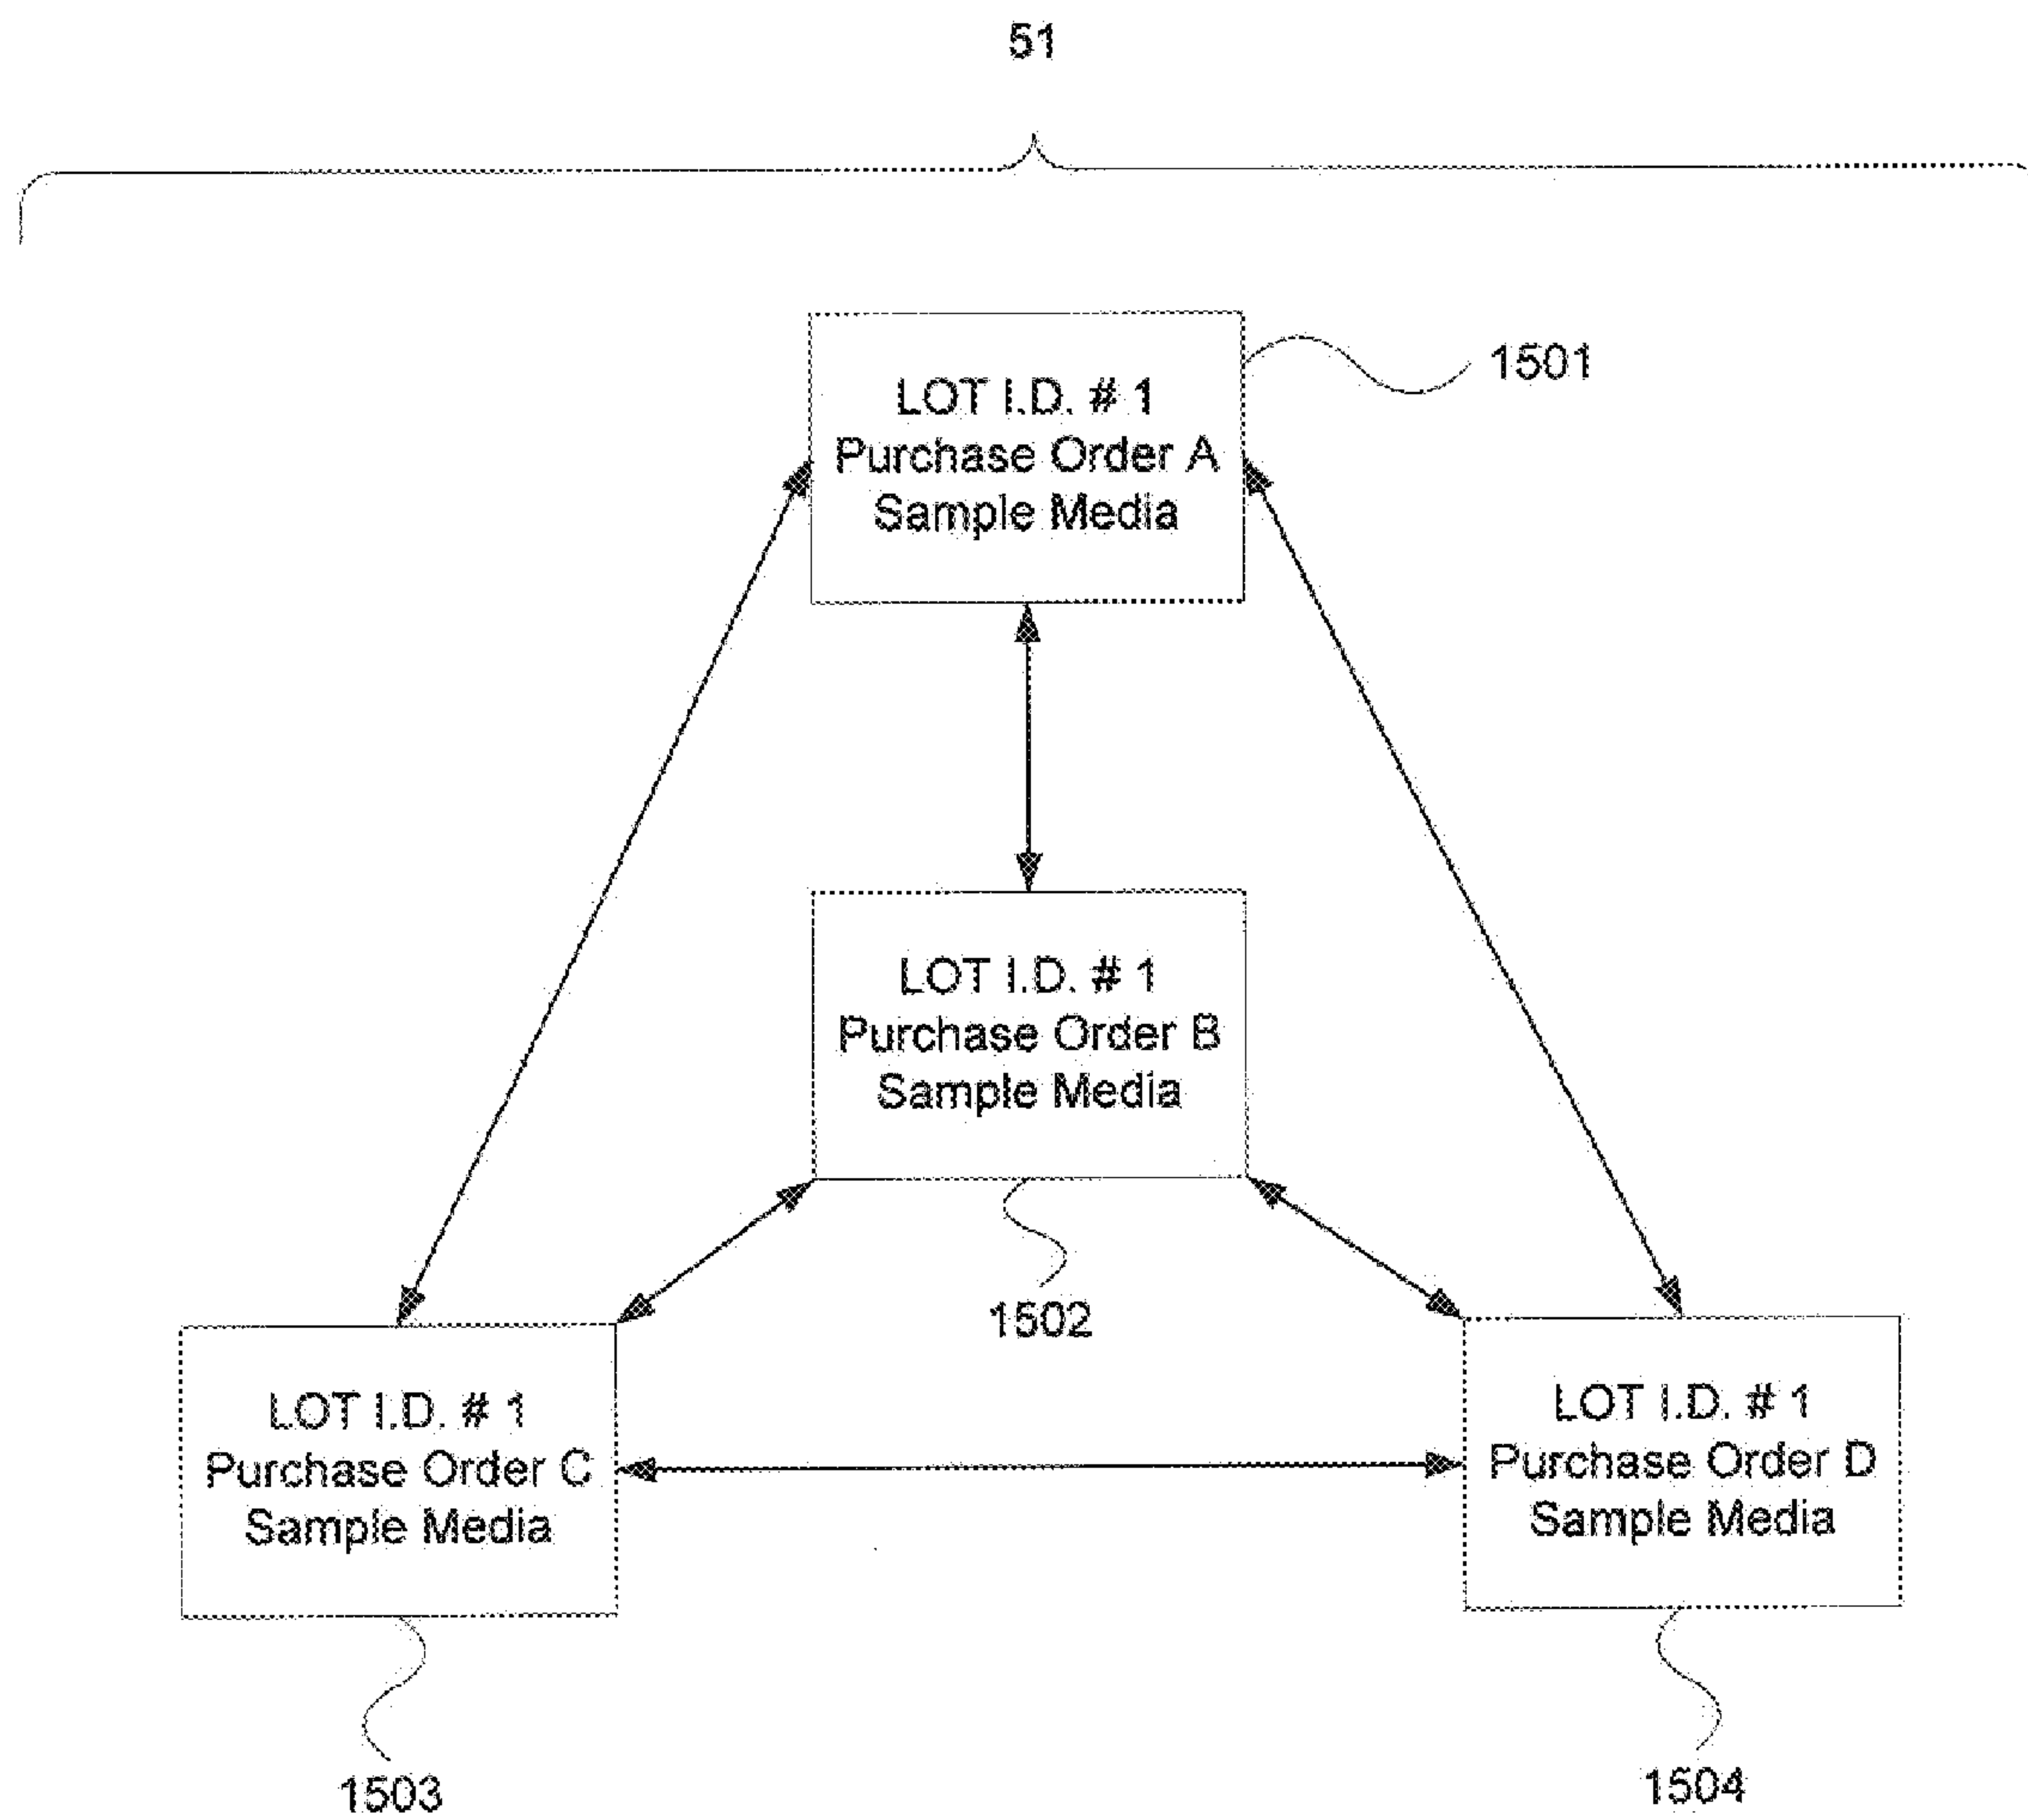 51
LOT I.D. # 1
Purchase Order A
Sample Media
1501
LOT I.D. # 1
Purchase Order B
Sample Media
1502
LOT I.D. # 1
Purchase Order C
Sample Media
1503
LOT I.D. # 1
Purchase Order D
Sample Media
1504